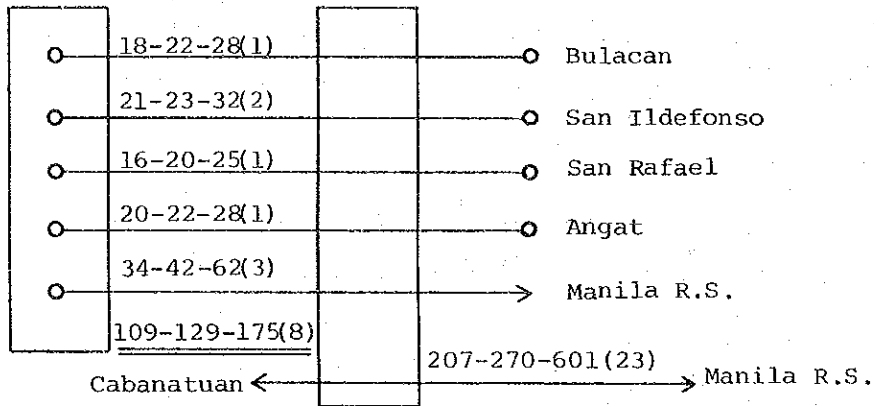 18-22-28(1) Bulacan
21-23-32(2) San Ildefonso
16-20-25(1) San Rafael
20-22-28(1) Angat
34-42-62(3) Manila R.S.
109-129-175(8)
207-270-601(23)
Cabanatuan Manila R.S.